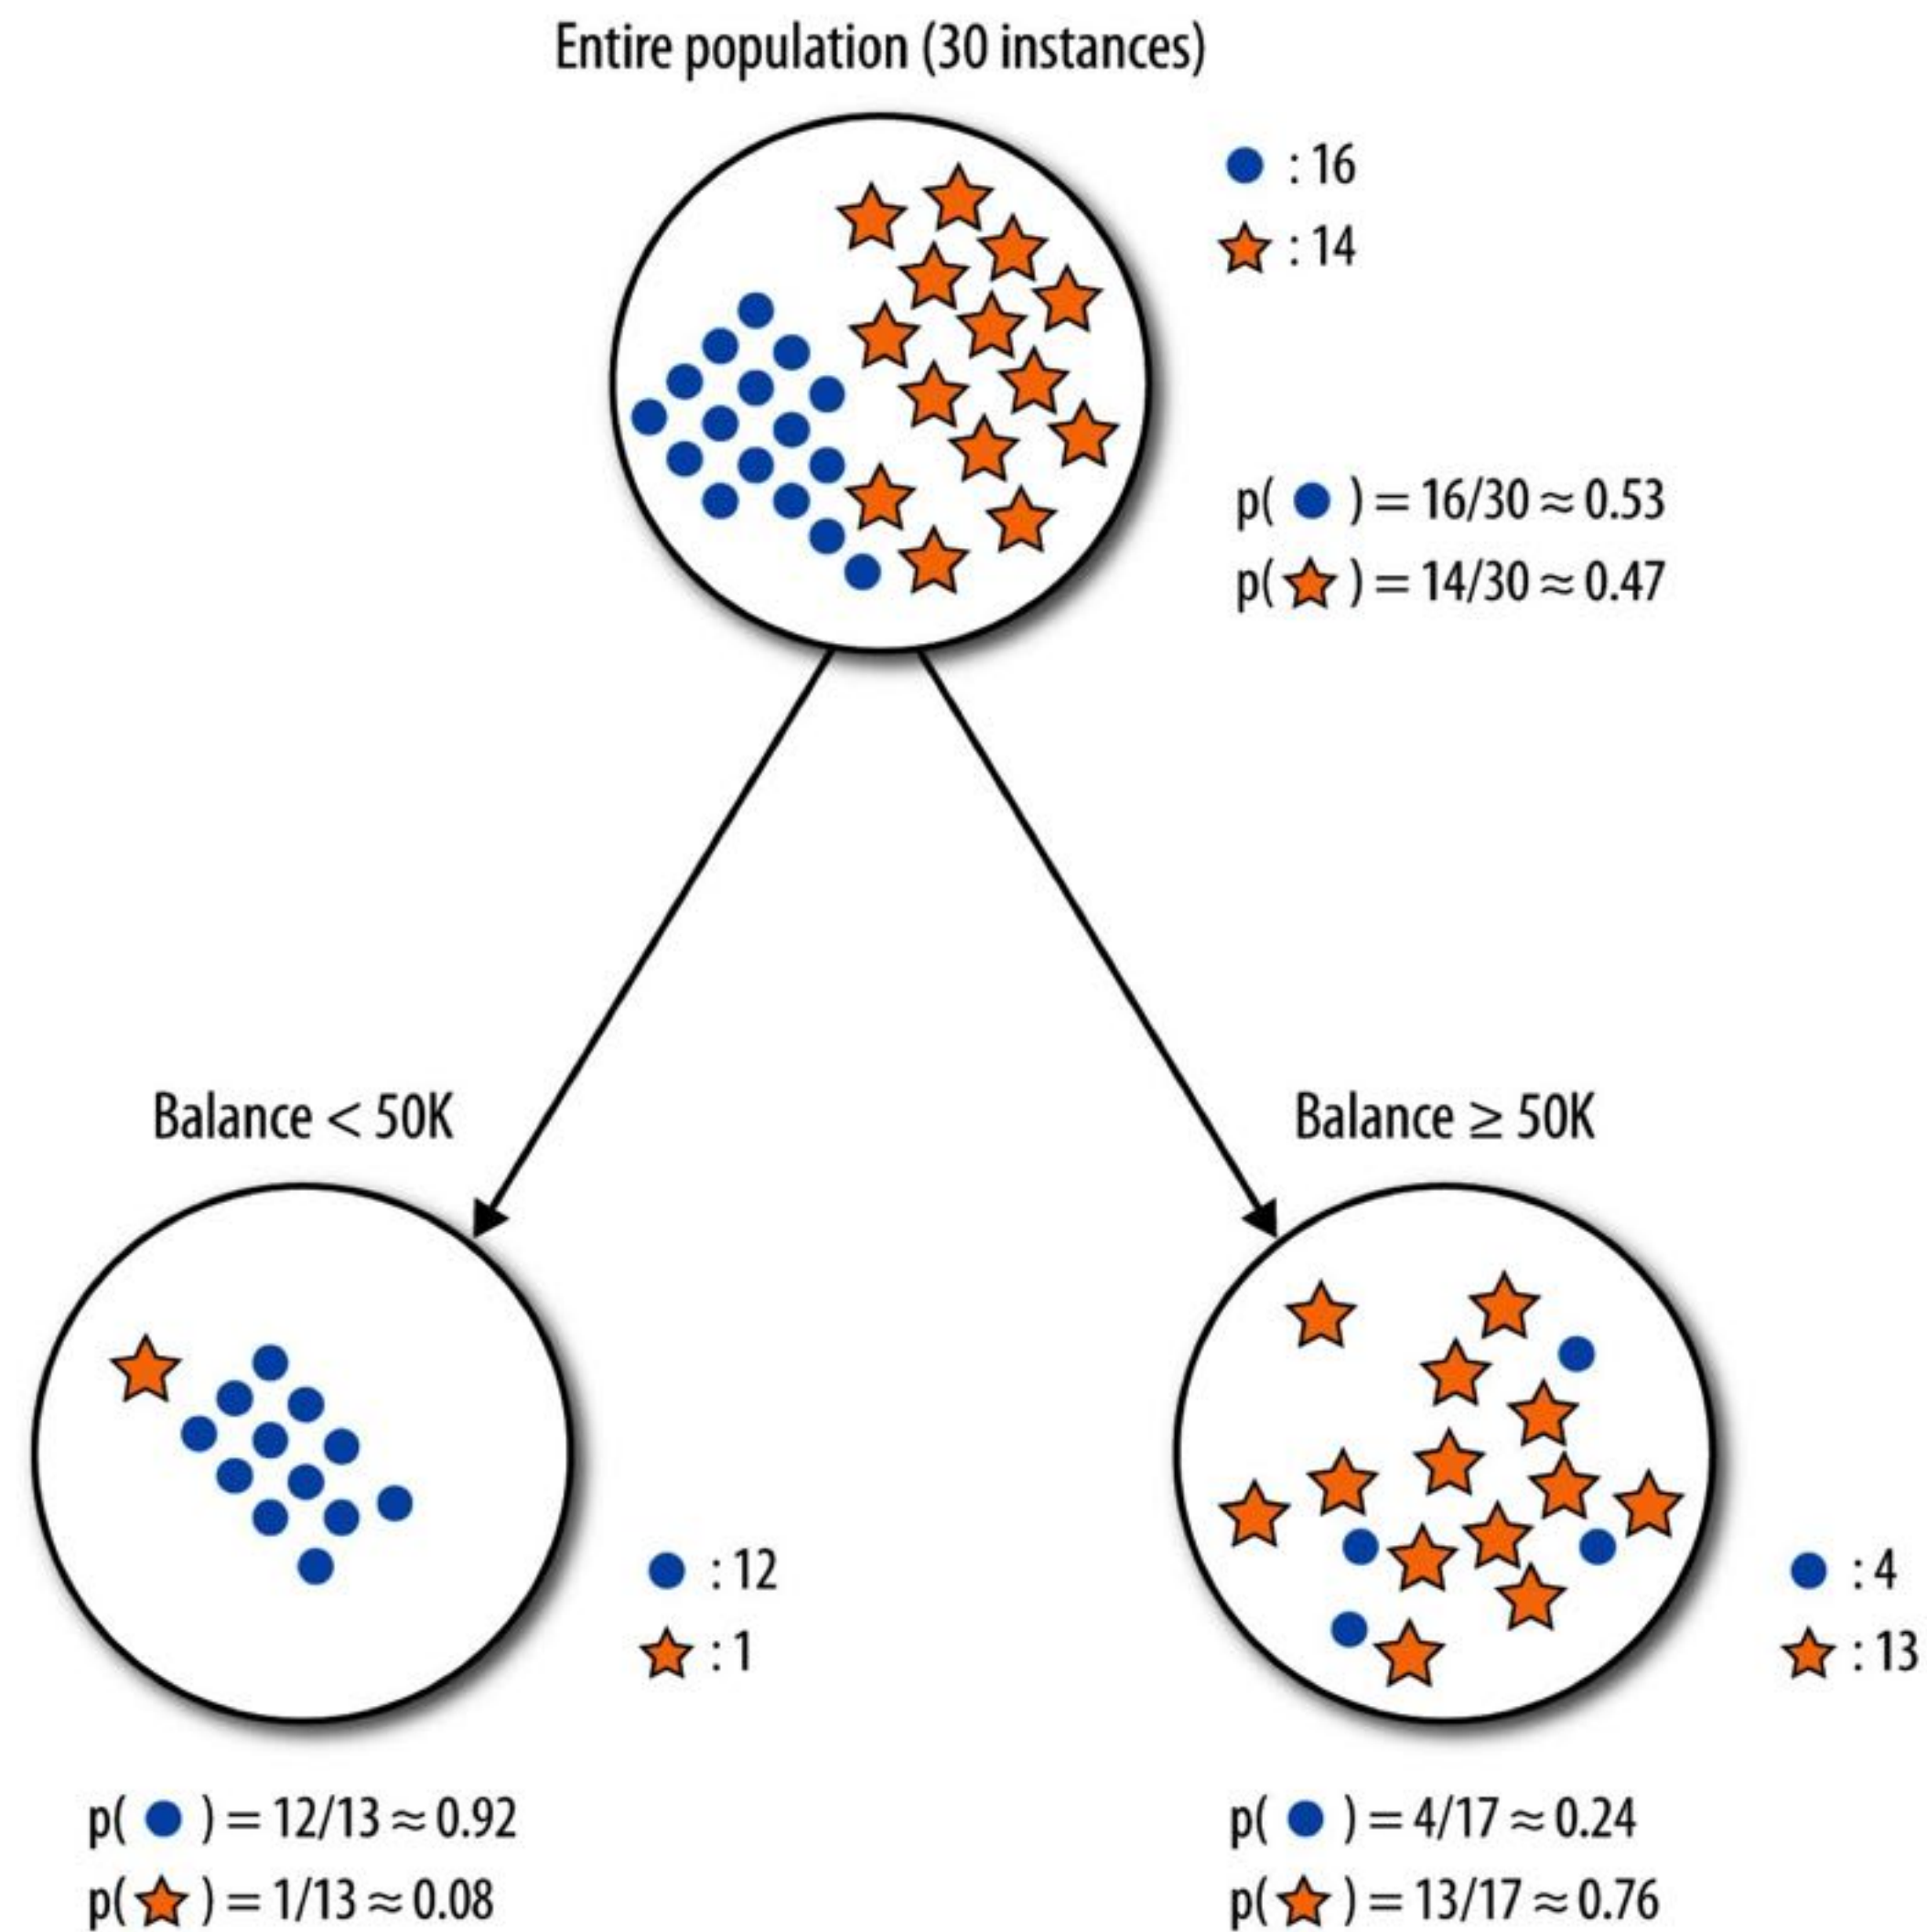 Entire population (30 instances)
: 16
: 14
p( ) = 16/30 ≈ 0.53
p( ) = 14/30 ≈ 0.47
Balance < 50K
Balance ≥ 50K
: 12
: 1
: 4
: 13
p( ) = 12/13 ≈ 0.92
p( ) = 1/13 ≈ 0.08
p( ) = 4/17 ≈ 0.24
p( ) = 13/17 ≈ 0.76